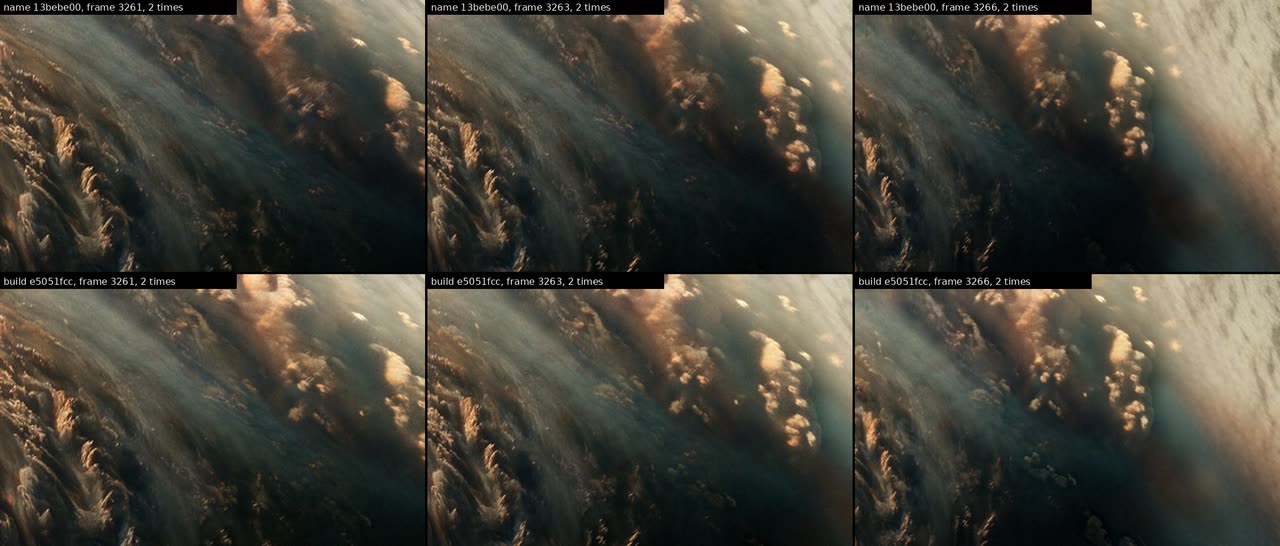 name 13bebe00, frame 3261, 2 times
name 13bebe00, frame 3263, 2 times
name 13bebe00, frame 3266, 2 times
build e5051fcc, frame 3261, 2 times
build e5051fcc, frame 3263, 2 times
build e5051fcc, frame 3266, 2 times